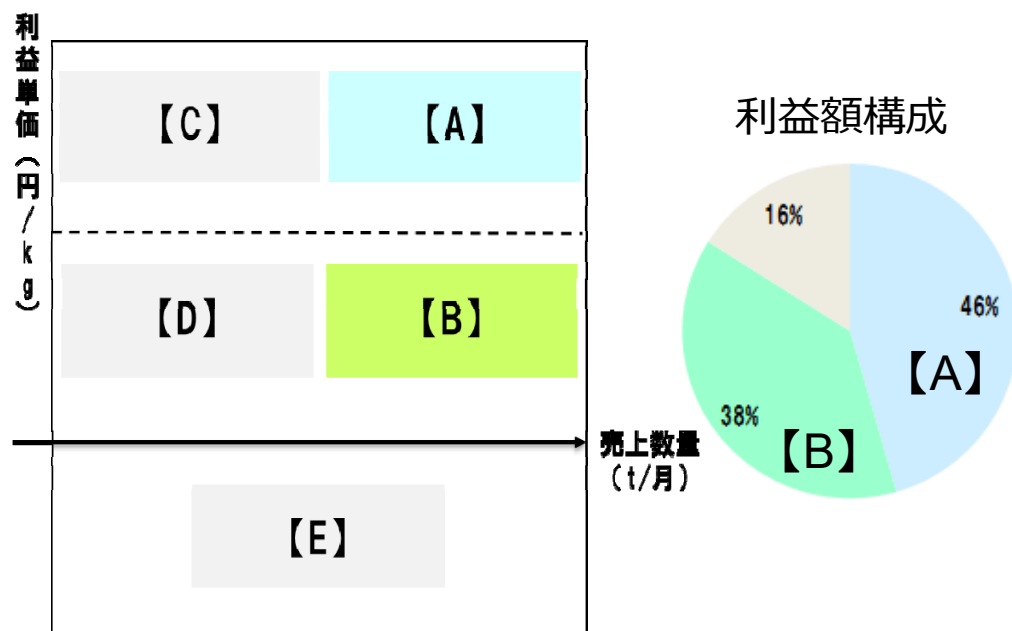 利益単価(円/kg)
【C】
【A】
【D】
【B】
【E】
売上数量
(t/月)
利益額構成
16%
46%
【A】
38%
【B】